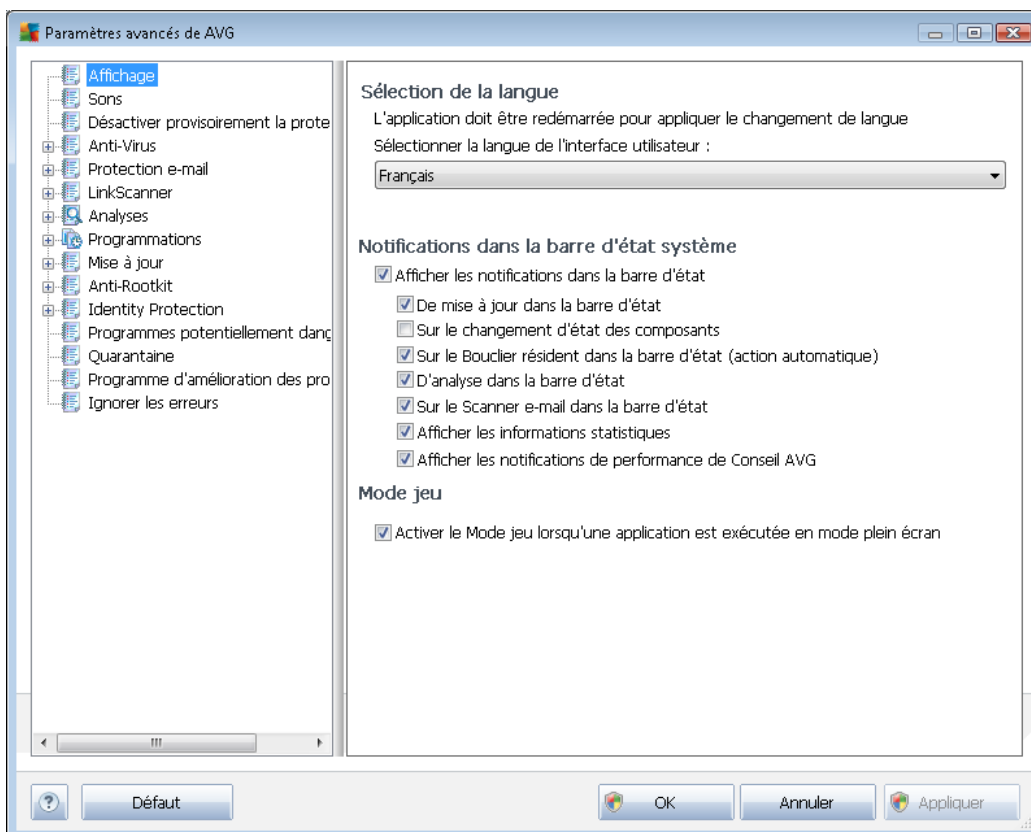 Paramètres avancés de AVG
Affichage
Sons
Désactiver provisoirement la prote
Anti-Virus
Protection e-mail
LinkScanner
Analyses
Programmations
Mise à jour
Anti-Rootkit
Identity Protection
Programmes potentiellement dang
Quarantaine
Programme d'amélioration des pro
Ignorer les erreurs
Sélection de la langue
L'application doit être redémarrée pour appliquer le changement de langue
Sélectionner la langue de l'interface utilisateur :
Français
Notifications dans la barre d'état système
Afficher les notifications dans la barre d'état
De mise à jour dans la barre d'état
Sur le changement d'état des composants
Sur le Bouclier résident dans la barre d'état (action automatique)
D'analyse dans la barre d'état
Sur le Scanner e-mail dans la barre d'état
Afficher les informations statistiques
Afficher les notifications de performance de Conseil AVG
Mode jeu
Activer le Mode jeu lorsqu'une application est exécutée en mode plein écran
? Défaut OK Annuler Appliquer